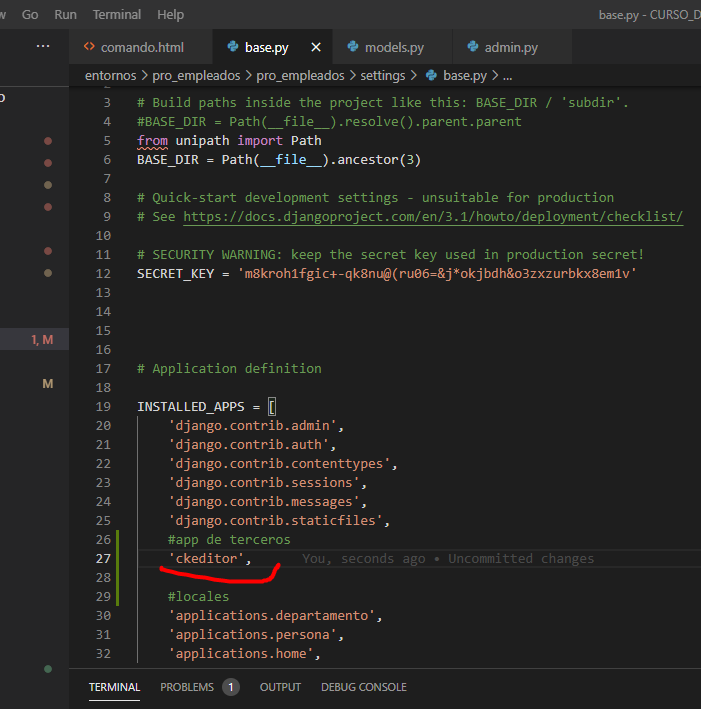 w Go Run Terminal Help base.py - CURSO_D
... <> comando.html base.py × models.py admin.py
entornos > pro_empleados > pro_empleados > settings > base.py > ...
3 # Build paths inside the project like this: BASE_DIR / 'subdir'.
4 #BASE_DIR = Path(__file__).resolve().parent.parent
5 from unipath import Path
6 BASE_DIR = Path(__file__).ancestor(3)
7
8 # Quick-start development settings - unsuitable for production
9 # See https://docs.djangoproject.com/en/3.1/howto/deployment/checklist/
10
11 # SECURITY WARNING: keep the secret key used in production secret!
12 SECRET_KEY = 'm8kroh1fgic+-qk8nu@(ru06=&j*okjbdh&o3zxzurbkx8em1v'
13
14
15
16
1, M
17 # Application definition
18
M
19 INSTALLED_APPS = [
20 'django.contrib.admin',
21 'django.contrib.auth',
22 'django.contrib.contenttypes',
23 'django.contrib.sessions',
24 'django.contrib.messages',
25 'django.contrib.staticfiles',
26 #app de terceros
27 'ckeditor', You, seconds ago • Uncommitted changes
28
29 #locales
30 'applications.departamento',
31 'applications.persona',
32 'applications.home',
TERMINAL PROBLEMS 1 OUTPUT DEBUG CONSOLE